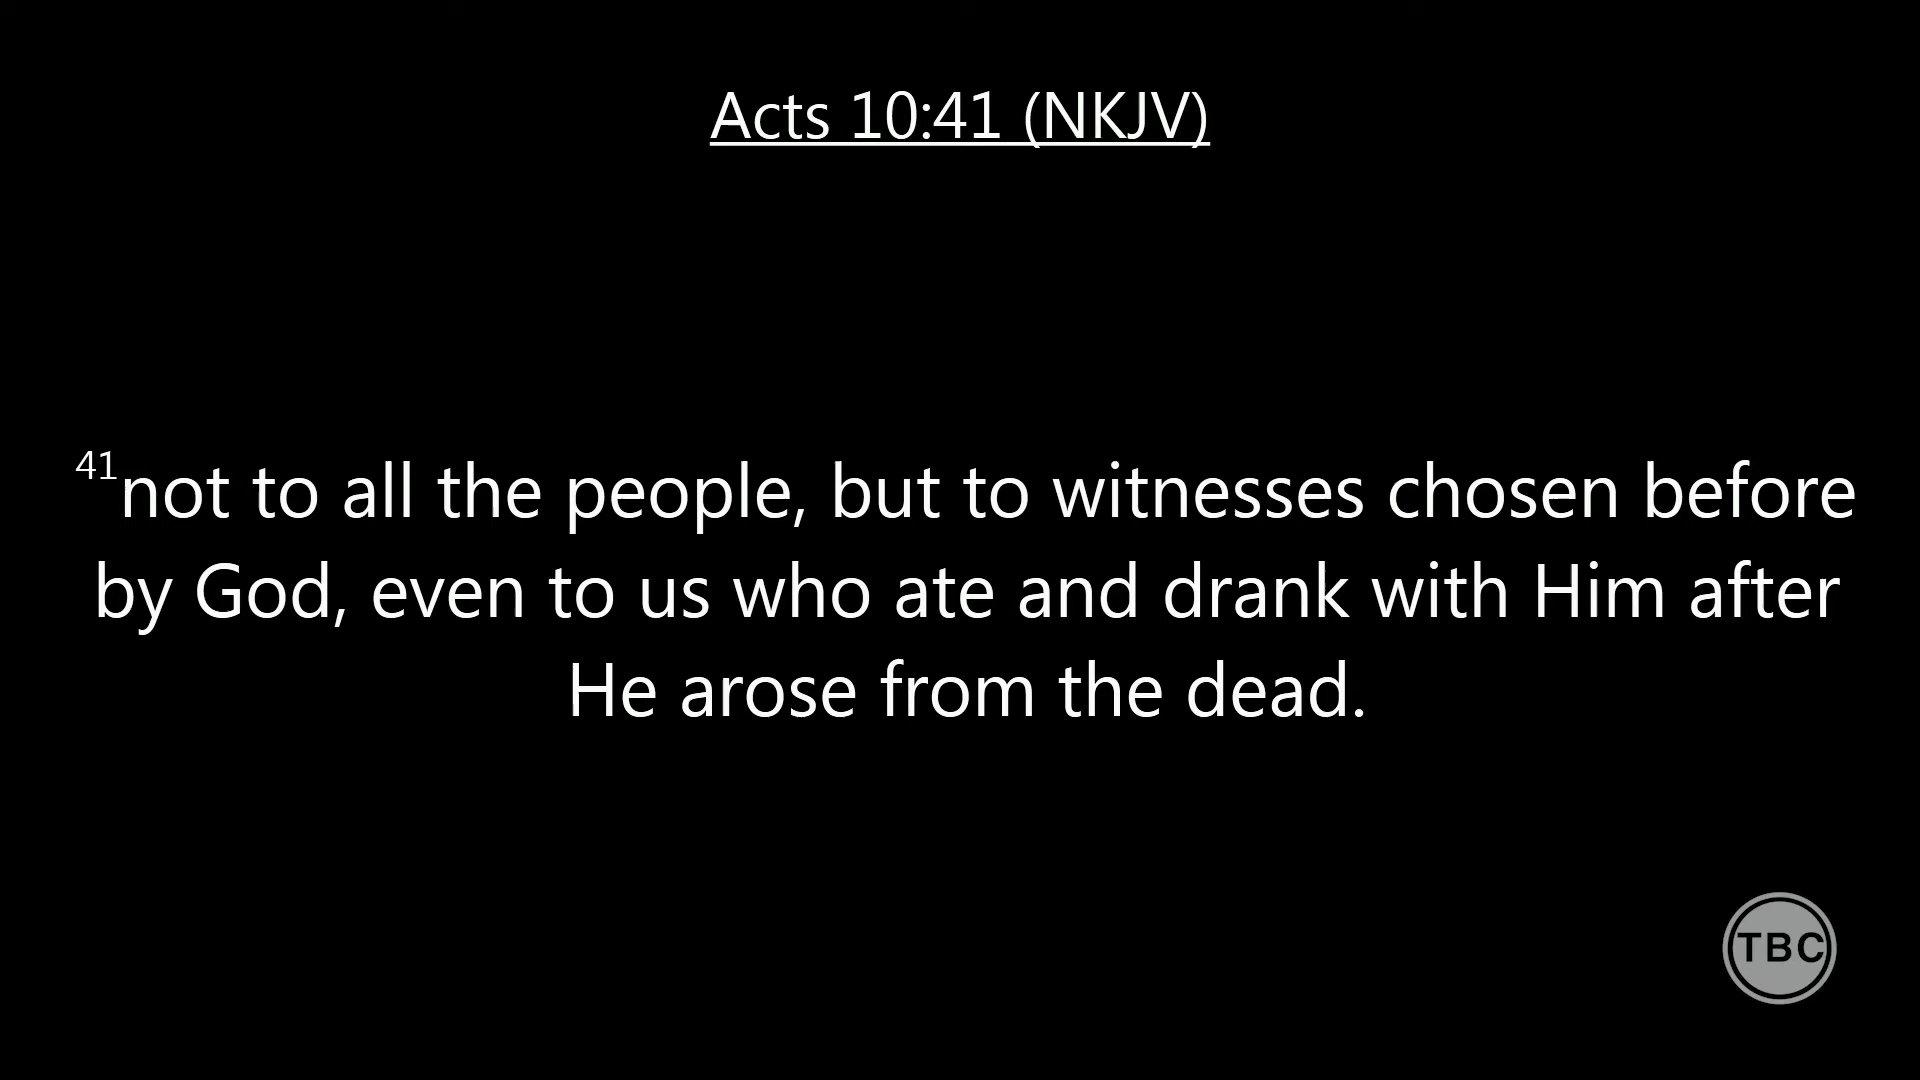 Acts 10:41 (NKJV)
41not to all the people, but to witnesses chosen before
by God, even to us who ate and drank with Him after
He arose from the dead.
TBC